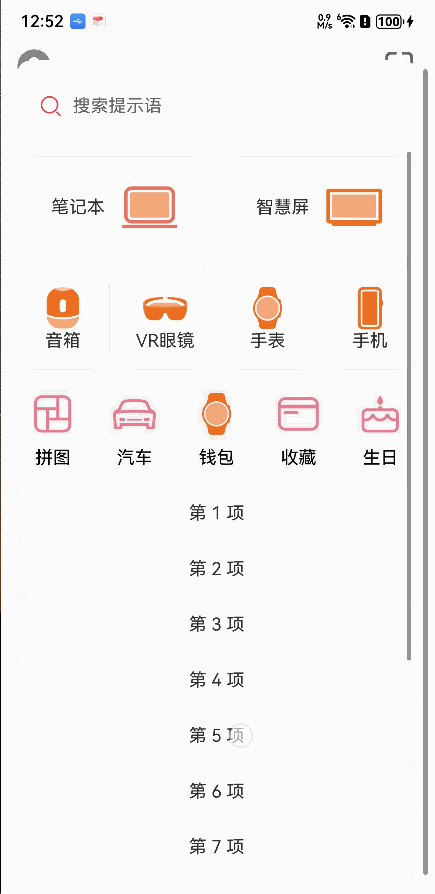 12:52 0.9 M/s 6 100
搜索提示语
笔记本 智慧屏
音箱 VR眼镜 手表 手机
拼图 汽车 钱包 收藏 生日
第 1 项
第 2 项
第 3 项
第 4 项
第 5 项
第 6 项
第 7 项